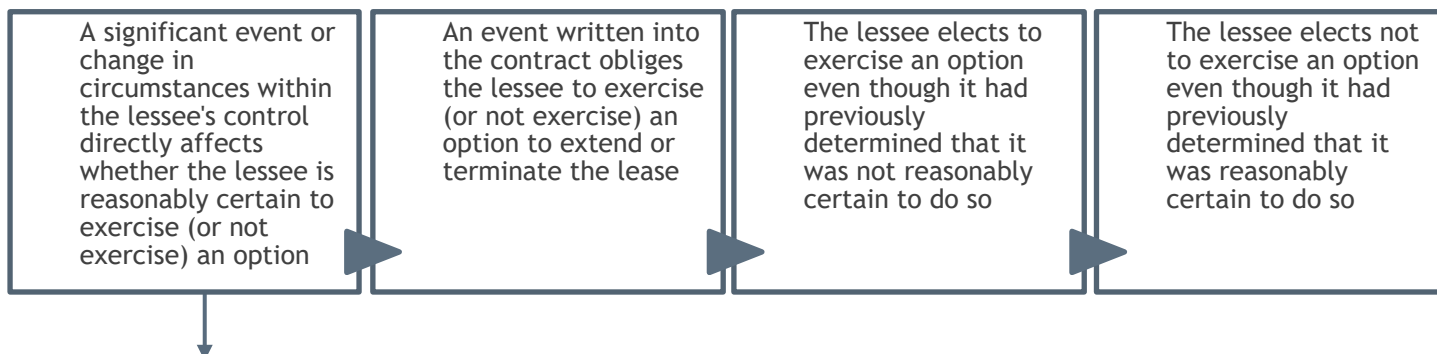 A significant event or
change in
circumstances within
the lessee's control
directly affects
whether the lessee is
reasonably certain to
exercise (or not
exercise) an option
An event written into
the contract obliges
the lessee to exercise
(or not exercise) an
option to extend or
terminate the lease
The lessee elects to
exercise an option
even though it had
previously
determined that it
was not reasonably
certain to do so
The lessee elects not
to exercise an option
even though it had
previously
determined that it
was reasonably
certain to do so